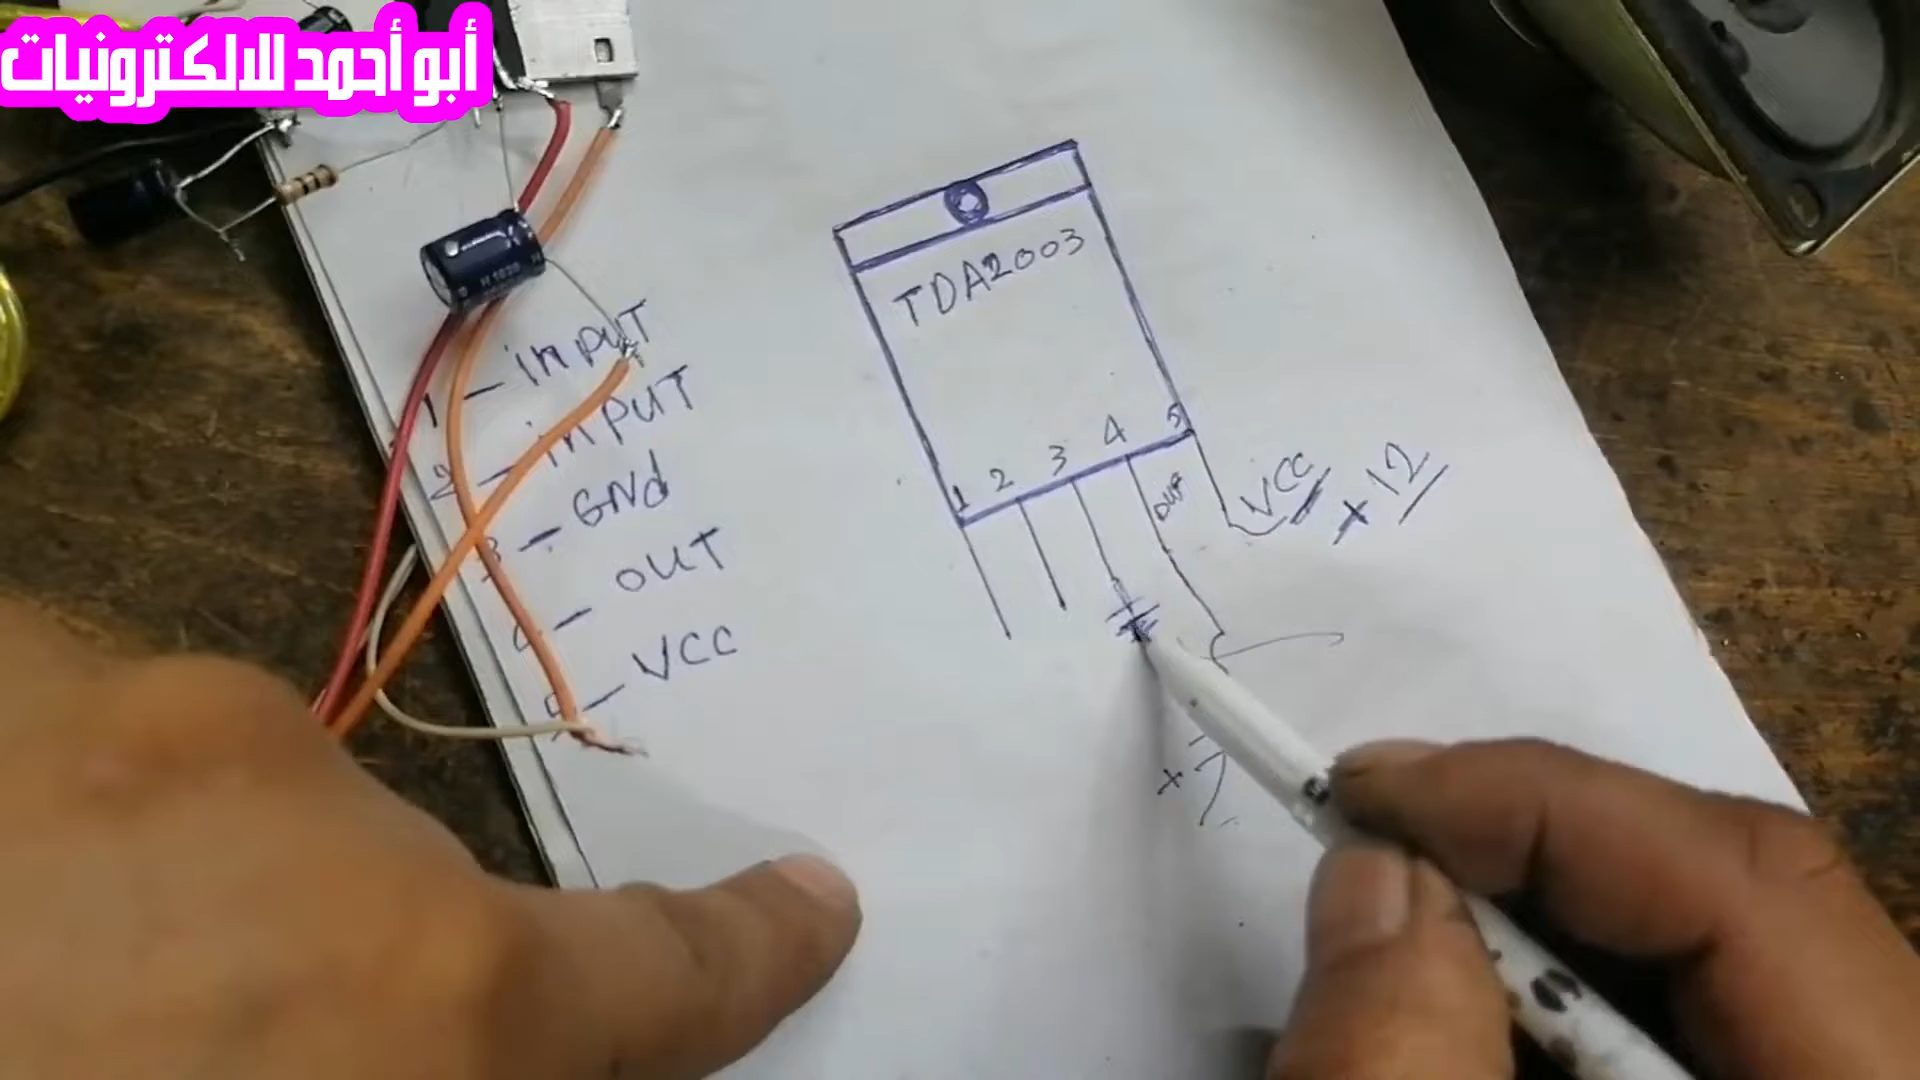 أبو أحمد للالكترونيات
1 - input
2 - input
3 - GNd
4 - OUT
5 - VCC
TDA2003
1 2 3 4 5
OUT
VCC
+12